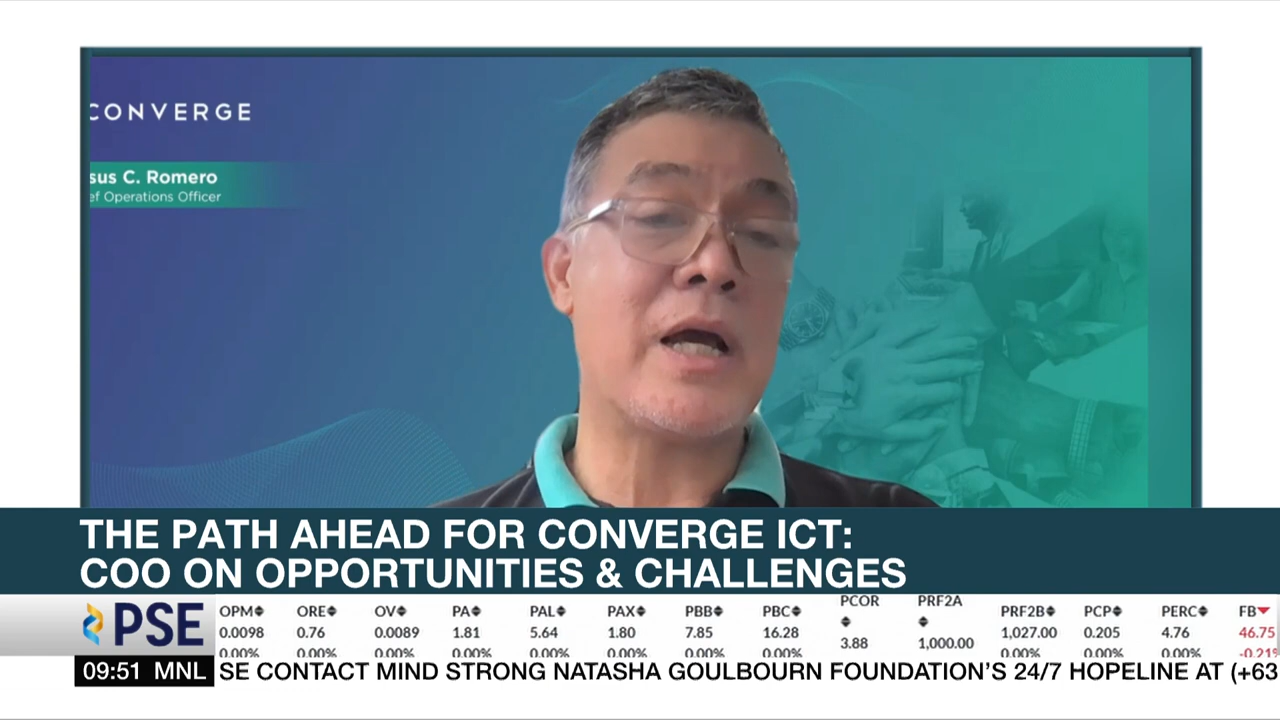 CONVERGE
sus C. Romero
ef Operations Officer
THE PATH AHEAD FOR CONVERGE ICT:
COO ON OPPORTUNITIES & CHALLENGES
PSE
OPM ORE OV PA PAL PAX PBB PBC PCOR PRF2A PRF2B PCP PERC FB
0.0098 0.76 0.0089 1.81 5.64 1.80 7.85 16.28 3.88 1,000.00 1,027.00 0.205 4.76 46.75
0.00% 0.00% 0.00% 0.00% 0.00% 0.00% 0.00% 0.00% 0.00% 0.00% 0.00% -0.21%
09:51 MNL SE CONTACT MIND STRONG NATASHA GOULBOURN FOUNDATION'S 24/7 HOPELINE AT (+63